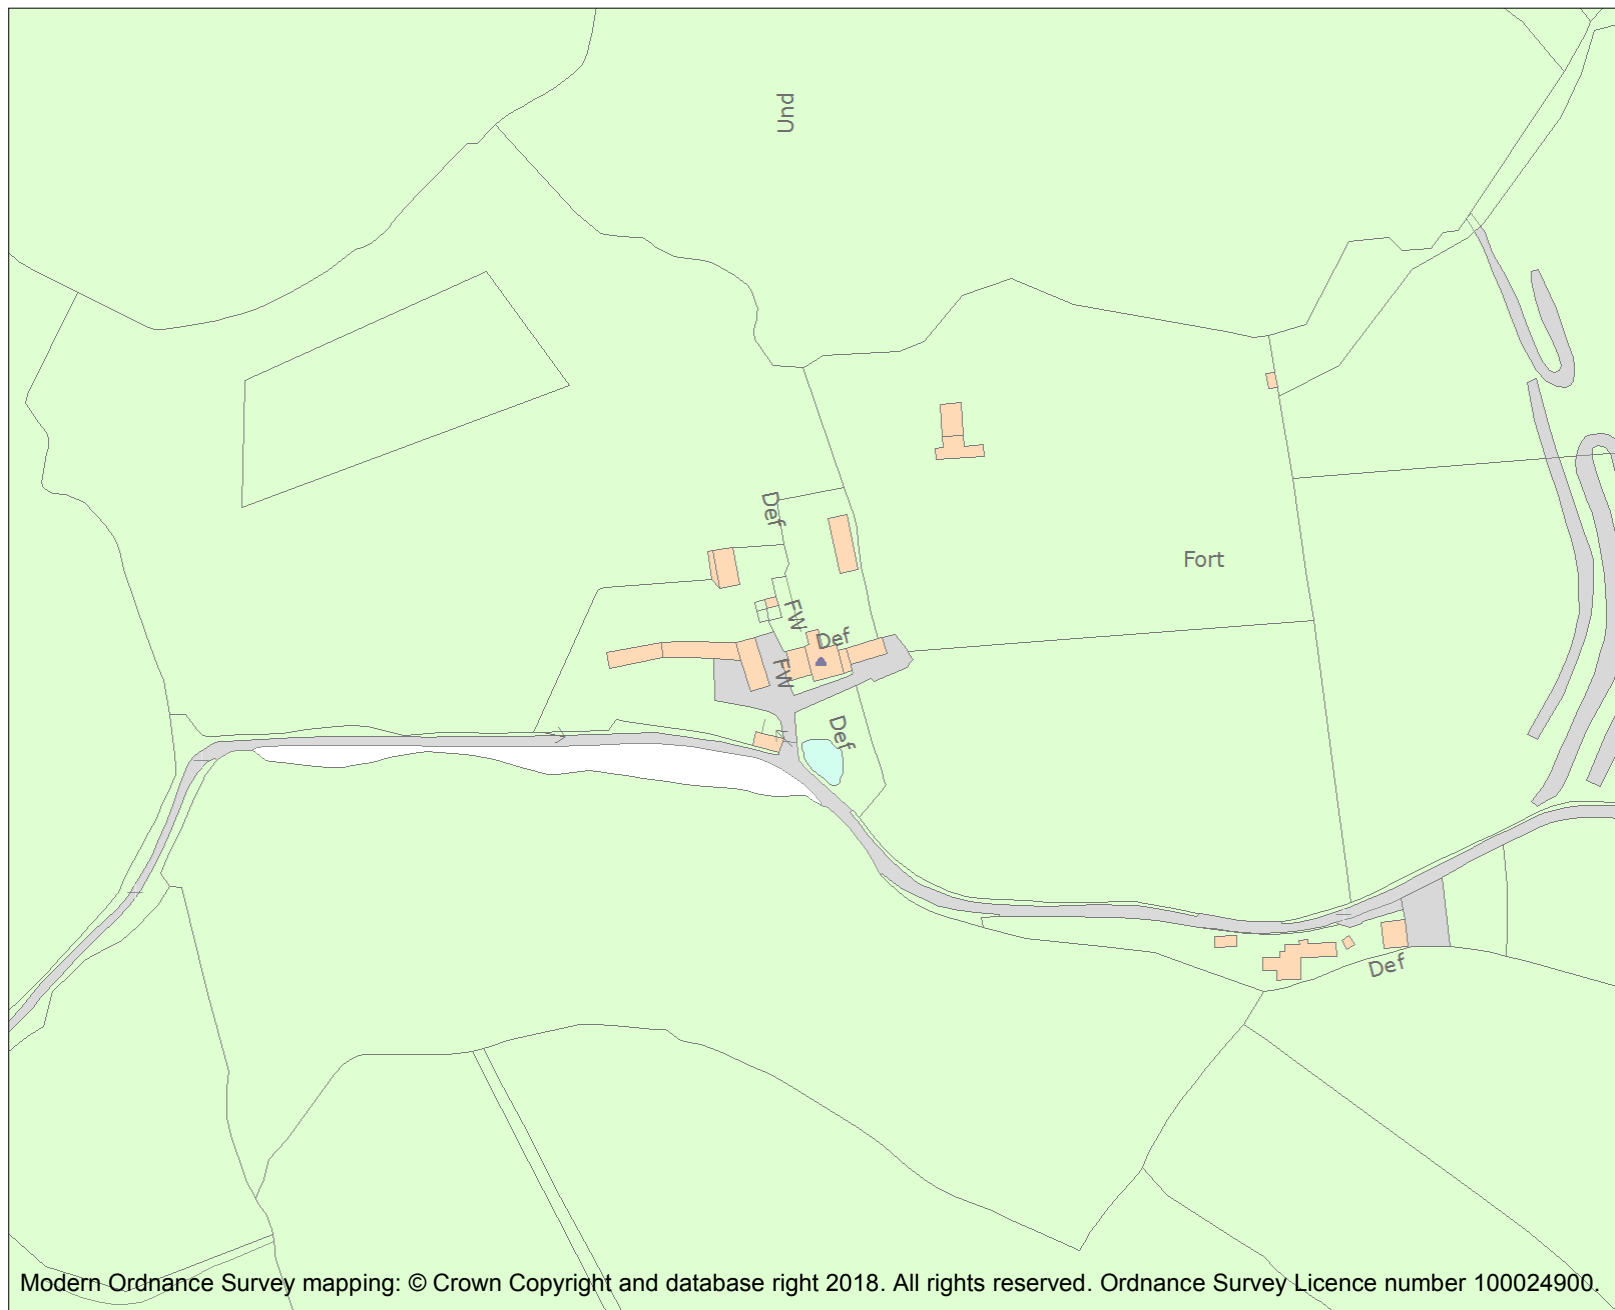 Und
Def
Fort
FW
Def
FW
Def
Def
Modern Ordnance Survey mapping: © Crown Copyright and database right 2018. All rights reserved. Ordnance Survey Licence number 100024900.